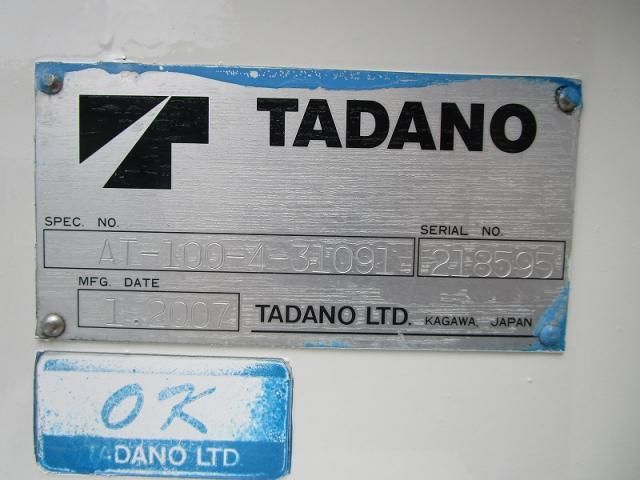 TADANO
SPEC. NO.
SERIAL NO.
AT-100-4-31091
218595
MFG. DATE
1.2007
TADANO LTD. KAGAWA, JAPAN
OK
TADANO LTD